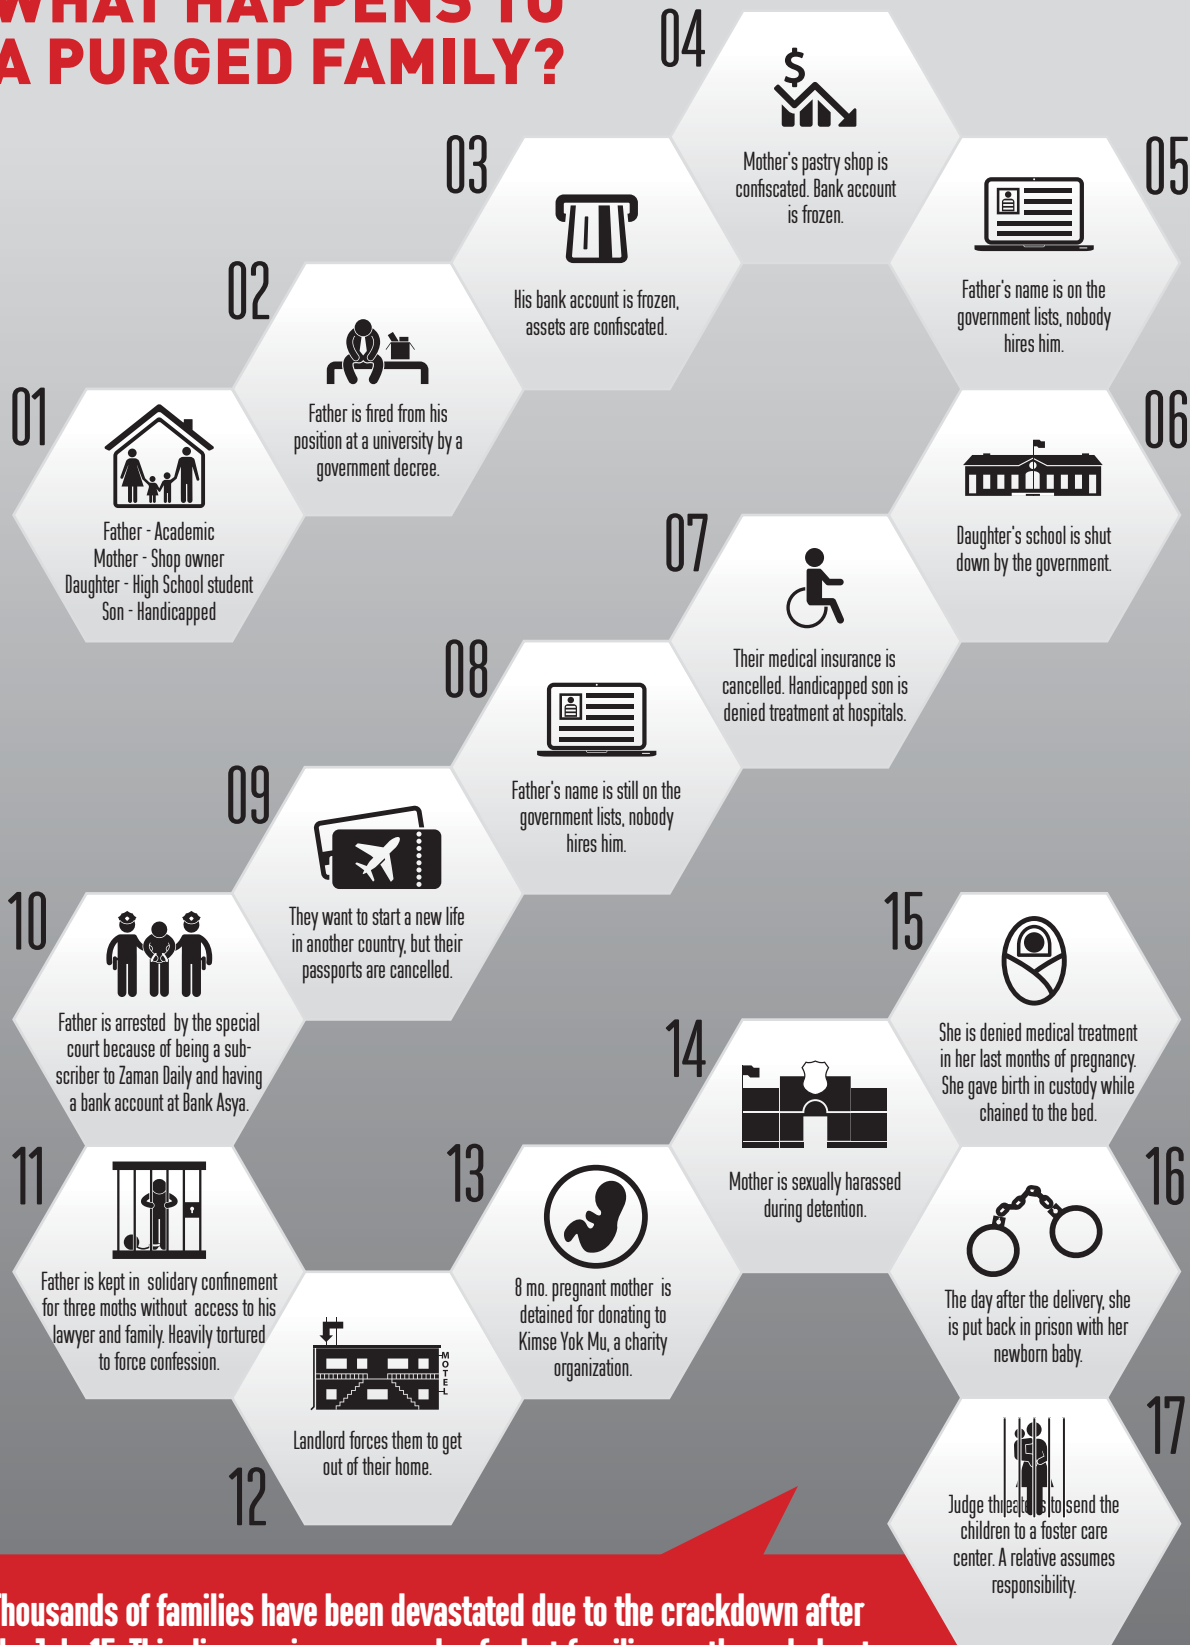 WHAT HAPPENS TO
A PURGED FAMILY?
01
Father - Academic
Mother - Shop owner
Daughter - High School student
Son - Handicapped
02
Father is fired from his
position at a university by a
government decree.
03
His bank account is frozen,
assets are confiscated.
04
$
Mother's pastry shop is
confiscated. Bank account
is frozen.
05
Father's name is on the
government lists, nobody
hires him.
06
Daughter's school is shut
down by the government.
07
Their medical insurance is
cancelled. Handicapped son is
denied treatment at hospitals.
08
Father's name is still on the
government lists, nobody
hires him.
09
They want to start a new life
in another country, but their
passports are cancelled.
10
Father is arrested by the special
court because of being a sub-
scriber to Zaman Daily and having
a bank account at Bank Asya.
11
Father is kept in solidary confinement
for three moths without access to his
lawyer and family. Heavily tortured
to force confession.
12
MOTEL
Landlord forces them to get
out of their home.
13
8 mo. pregnant mother is
detained for donating to
Kimse Yok Mu, a charity
organization.
14
Mother is sexually harassed
during detention.
15
She is denied medical treatment
in her last months of pregnancy.
She gave birth in custody while
chained to the bed.
16
The day after the delivery, she
is put back in prison with her
newborn baby.
17
Judge threatens to send the
children to a foster care
center. A relative assumes
responsibility.
Thousands of families have been devastated due to the crackdown after